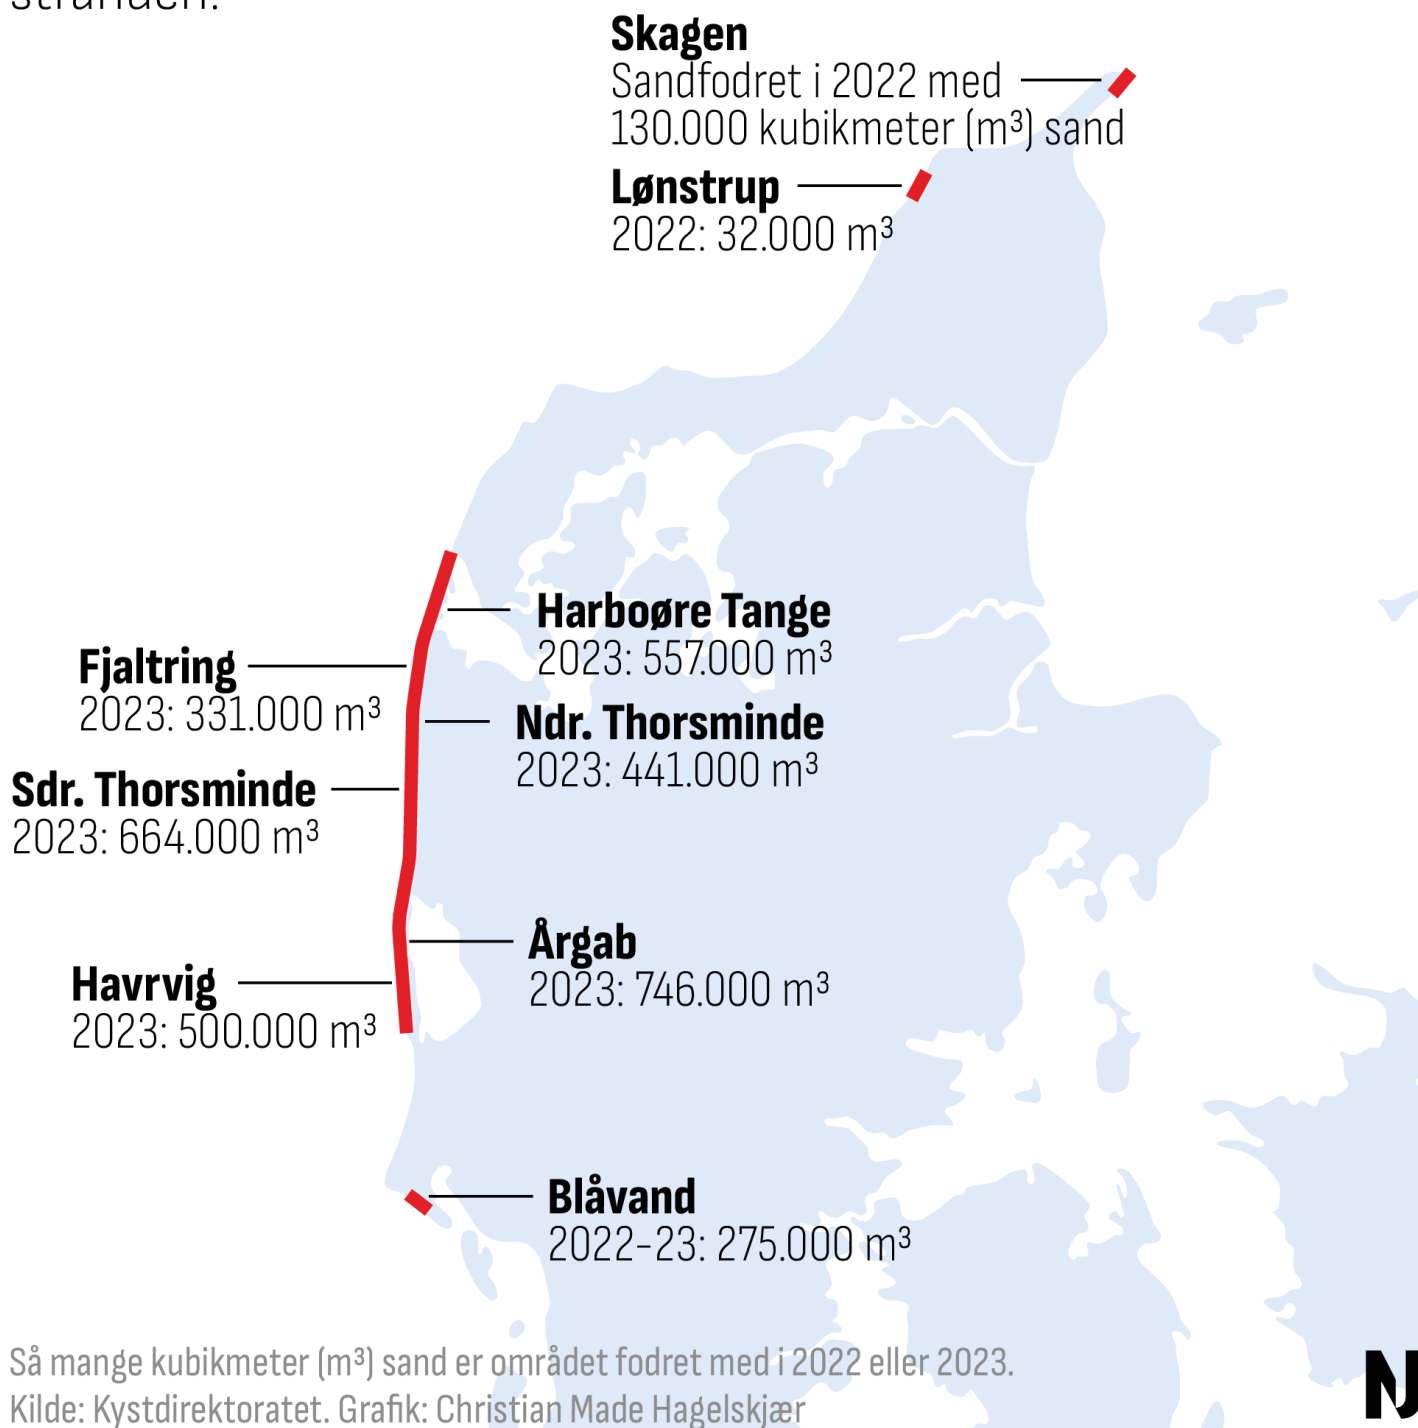 stranden.
Skagen
Sandfodret i 2022 med
130.000 kubikmeter (m³) sand
Lønstrup
2022: 32.000 m³
Harboøre Tange
2023: 557.000 m³
Fjaltring
2023: 331.000 m³
Ndr. Thorsminde
2023: 441.000 m³
Sdr. Thorsminde
2023: 664.000 m³
Årgab
2023: 746.000 m³
Havrvig
2023: 500.000 m³
Blåvand
2022-23: 275.000 m³
Så mange kubikmeter (m³) sand er området fodret med i 2022 eller 2023.
Kilde: Kystdirektoratet. Grafik: Christian Made Hagelskjær
NJ